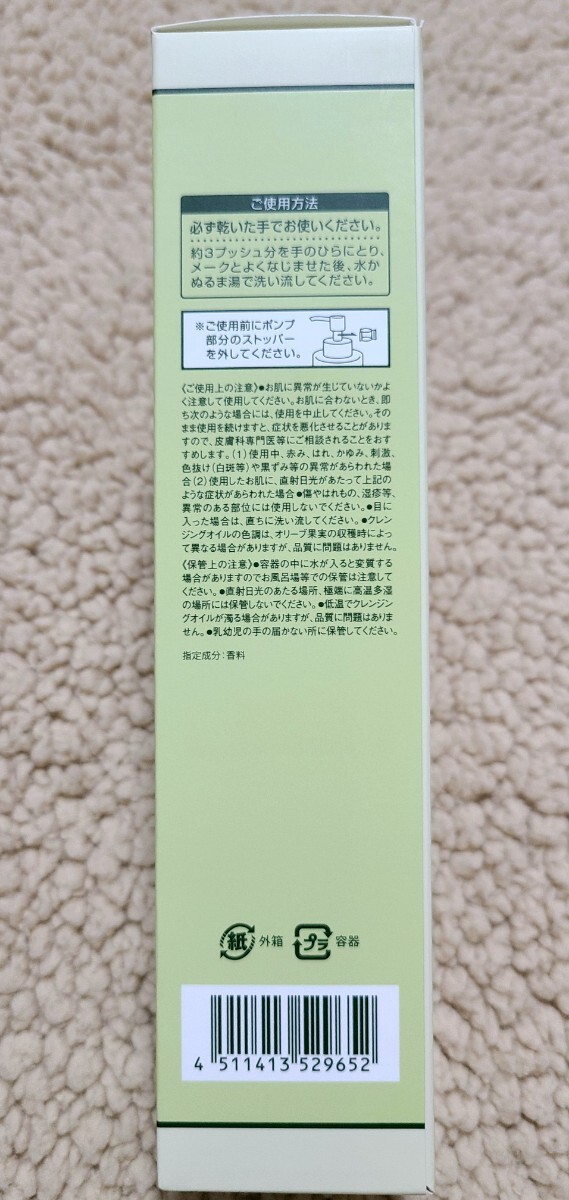 ご使用方法
必ず乾いた手でお使いください。
約3プッシュ分を手のひらにとり、
メークとよくなじませた後、水か
ぬるま湯で洗い流してください。
※ご使用前にポンプ
部分のストッパー
を外してください。
《ご使用上の注意》●お肌に異常が生じていないかよ
く注意して使用してください。お肌に合わないとき、即
ち次のような場合には、使用を中止してください。その
まま使用を続けますと、症状を悪化させることがありま
すので、皮膚科専門医等にご相談されることをおす
すめします。(1)使用中、赤み、はれ、かゆみ、刺激、
色抜け(白斑等)や黒ずみ等の異常があらわれた場
合(2)使用したお肌に、直射日光があたって上記の
ような症状があらわれた場合●傷やはれもの、湿疹等、
異常のある部位には使用しないでください。●目に
入った場合は、直ちに洗い流してください。●クレン
ジングオイルの色調は、オリーブ果実の収穫時によっ
て異なる場合がありますが、品質に問題はありません。
《保管上の注意》●容器の中に水が入ると変質する
場合がありますのでお風呂場等での保管は注意して
ください。●直射日光のあたる場所、極端に高温多湿
の場所には保管しないでください。●低温でクレンジン
グオイルが濁る場合がありますが、品質に問題はありま
せん。●乳幼児の手の届かない所に保管してください。
指定成分：香料
紙 外箱 プラ 容器
4 511413 529652